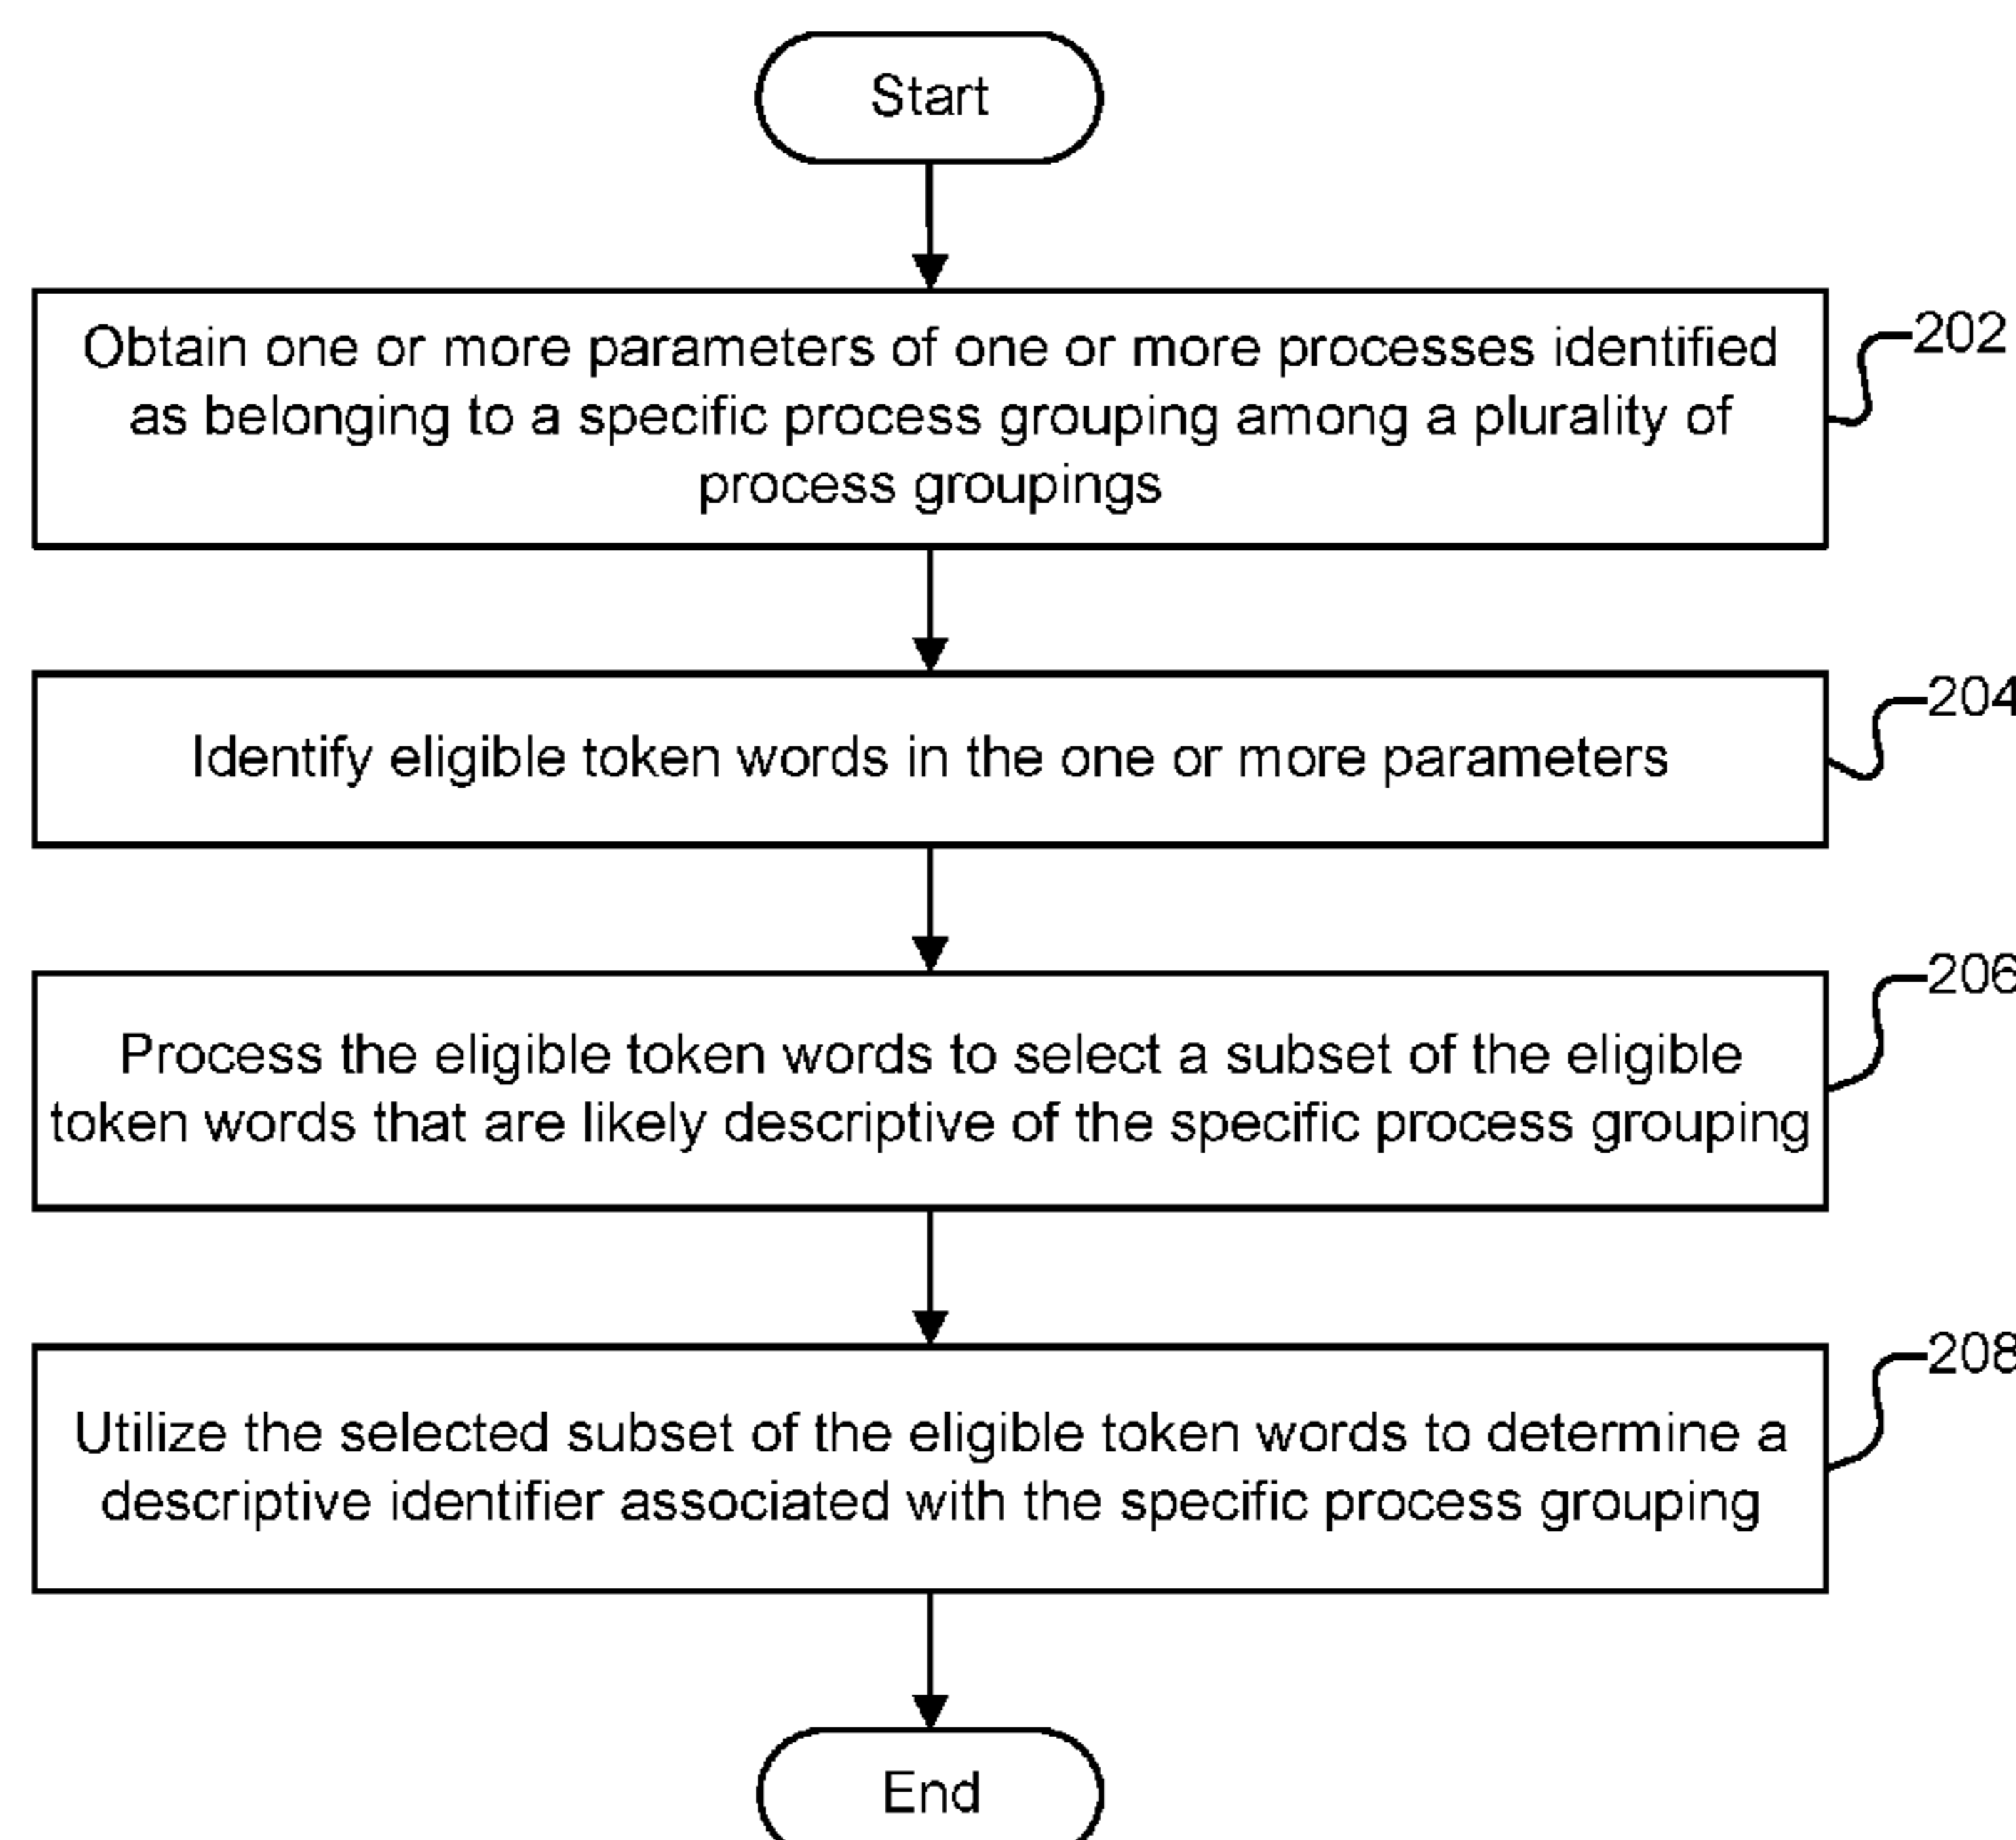 Start
Obtain one or more parameters of one or more processes identified
as belonging to a specific process grouping among a plurality of
process groupings
202
Identify eligible token words in the one or more parameters
204
Process the eligible token words to select a subset of the eligible
token words that are likely descriptive of the specific process grouping
206
Utilize the selected subset of the eligible token words to determine a
descriptive identifier associated with the specific process grouping
208
End